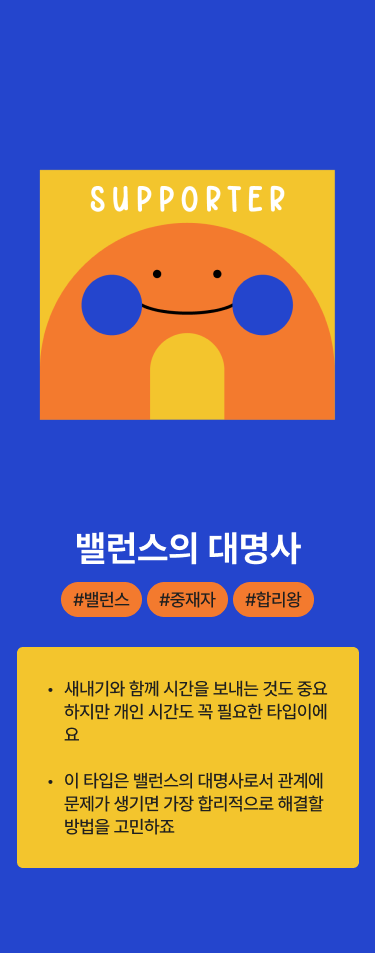 SUPPORTER
밸런스의 대명사
#밸런스 #중재자 #합리왕
• 새내기와 함께 시간을 보내는 것도 중요
하지만 개인 시간도 꼭 필요한 타입이에
요
• 이 타입은 밸런스의 대명사로서 관계에
문제가 생기면 가장 합리적으로 해결할
방법을 고민하죠